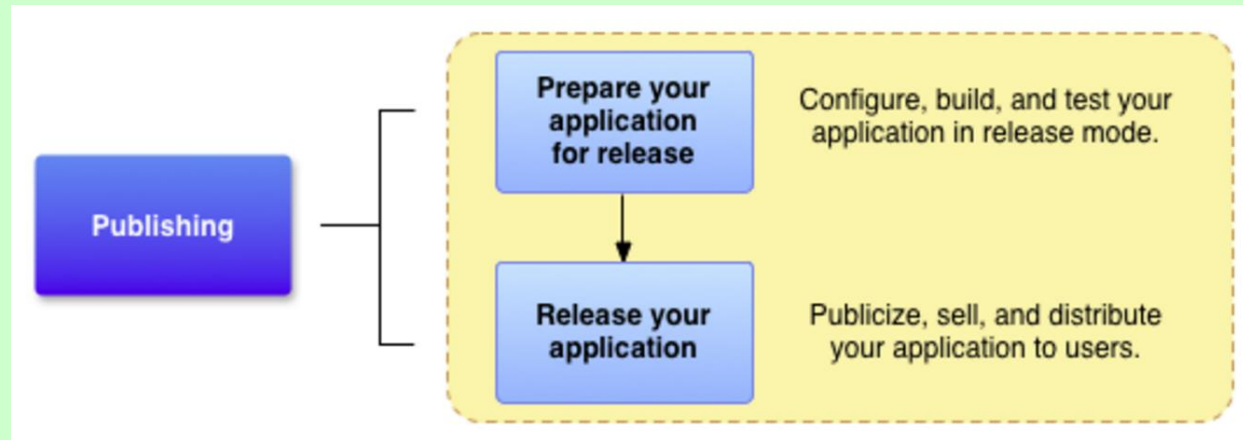 Publishing
Prepare your
application
for release
Configure, build, and test your
application in release mode.
Release your
application
Publicize, sell, and distribute
your application to users.